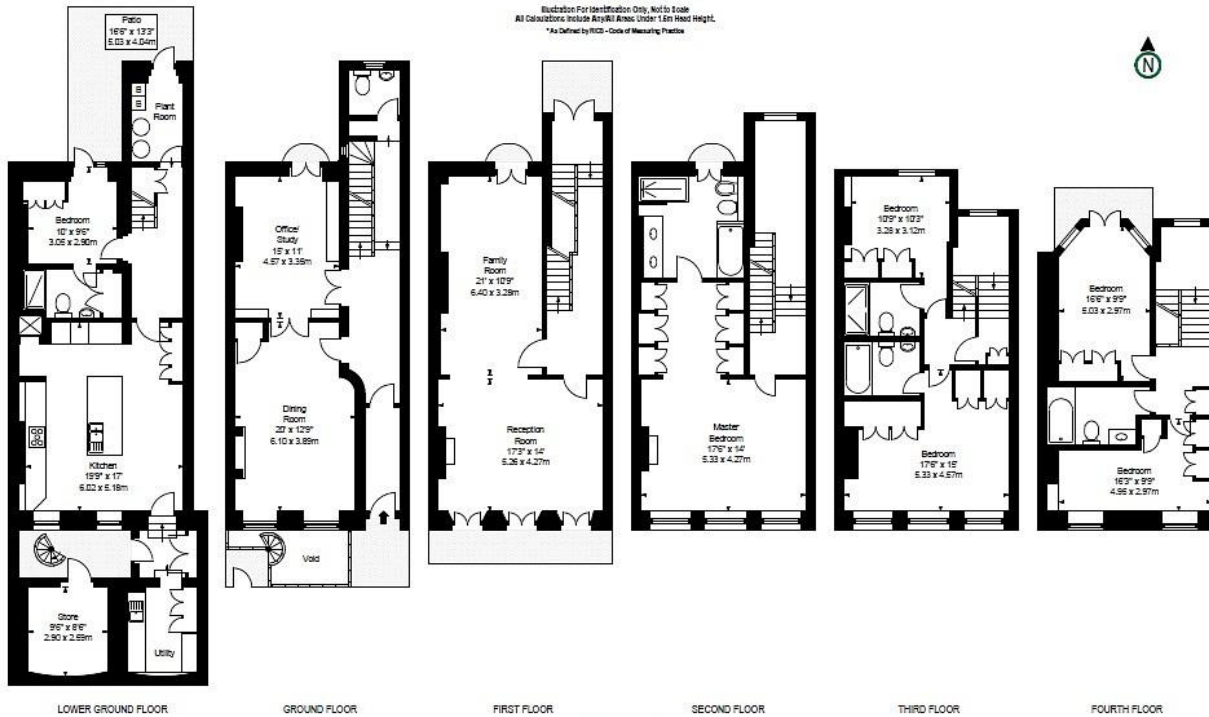 Illustration For Identification Only, Not to Scale
All Calculations Include Any/All Areas Under 1.5m Head Height.
*As Defined by RICS - Code of Measuring Practice
N
Patio
16'6" x 13'3"
5.03 x 4.04m
B
B
Plant
Room
Bedroom
10' x 9'6"
3.05 x 2.90m
Kitchen
19'9" x 17'
6.02 x 5.18m
Store
9'6" x 8'6"
2.90 x 2.59m
Utility
LOWER GROUND FLOOR
Office/
Study
15' x 11'
4.57 x 3.35m
Dining
Room
20' x 12'9"
6.10 x 3.89m
Void
GROUND FLOOR
Family
Room
21' x 10'9"
6.40 x 3.28m
Reception
Room
17'3" x 14'
5.26 x 4.27m
FIRST FLOOR
Master
Bedroom
17'6" x 14'
5.33 x 4.27m
SECOND FLOOR
Bedroom
10'9" x 10'3"
3.28 x 3.12m
Bedroom
17'6" x 15'
5.33 x 4.57m
THIRD FLOOR
Bedroom
16'6" x 9'9"
5.03 x 2.97m
Bedroom
16'3" x 9'9"
4.95 x 2.97m
FOURTH FLOOR